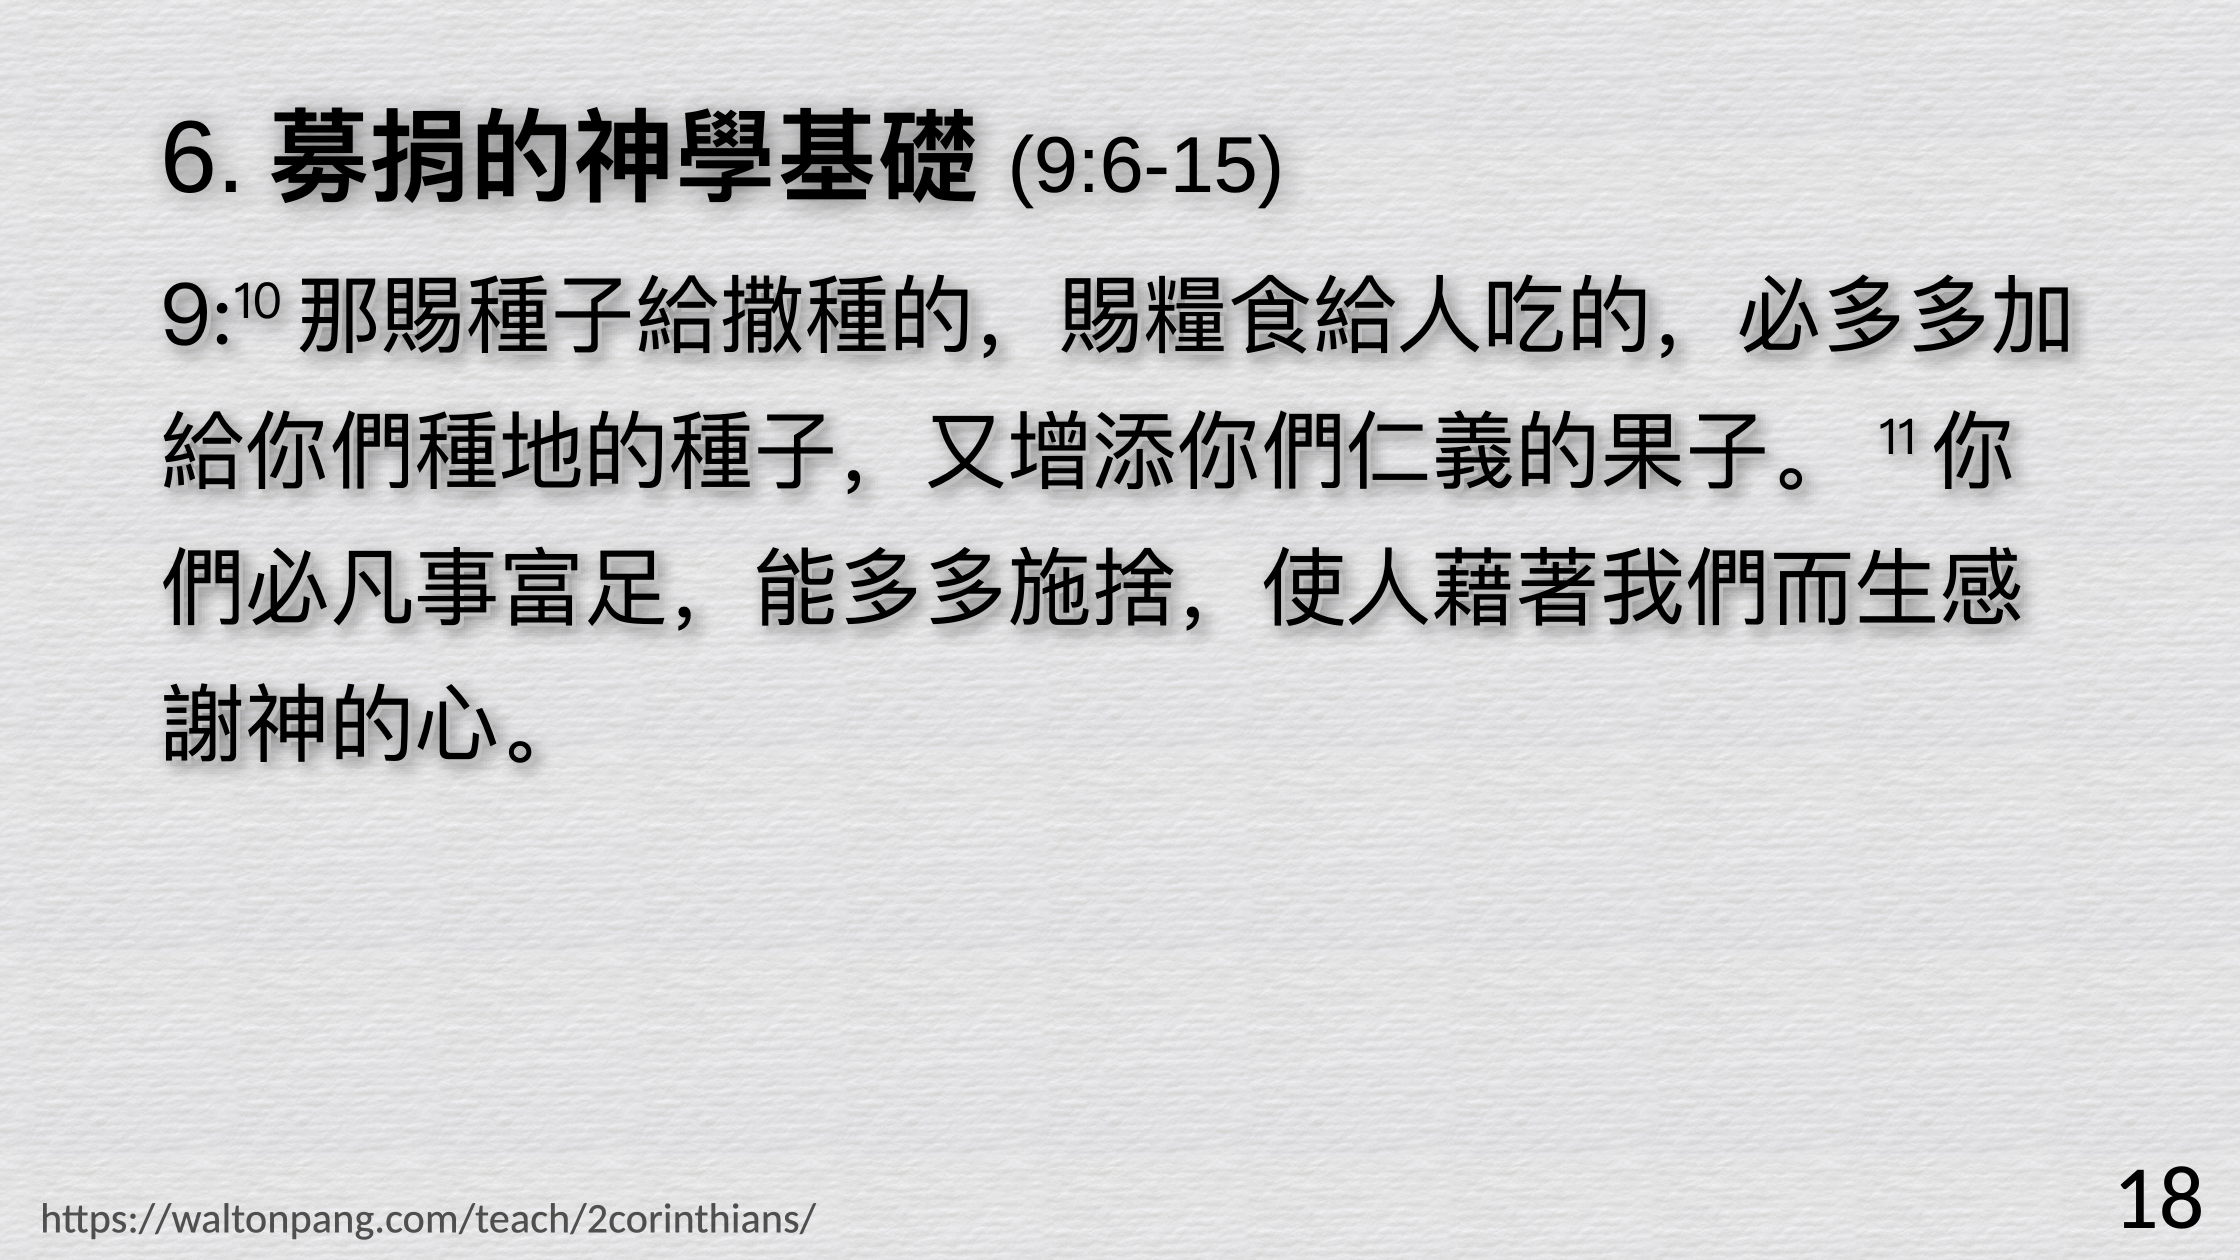 6. 募捐的神學基礎 (9:6-15)
9:10 那賜種子給撒種的，賜糧食給人吃的，必多多加
給你們種地的種子，又增添你們仁義的果子。 11 你
們必凡事富足，能多多施捨，使人藉著我們而生感
謝神的心。
https://waltonpang.com/teach/2corinthians/
18